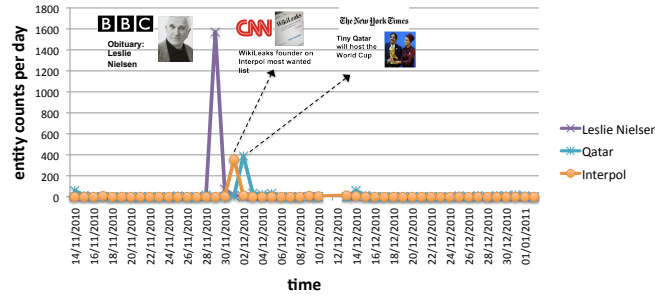 1800
1600
1400
1200
1000
800
600
400
200
0
entity counts per day
BBC
Obituary:
Leslie
Nielsen
CNN
WikiLeaks
WikiLeaks founder on
Interpol most wanted
list
The New York Times
Tiny Qatar
will host the
World Cup
Leslie Nielsen
Qatar
Interpol
14/11/2010
16/11/2010
18/11/2010
20/11/2010
22/11/2010
24/11/2010
26/11/2010
28/11/2010
30/11/2010
02/12/2010
04/12/2010
06/12/2010
08/12/2010
10/12/2010
12/12/2010
14/12/2010
16/12/2010
18/12/2010
20/12/2010
22/12/2010
24/12/2010
26/12/2010
28/12/2010
30/12/2010
01/01/2011
time